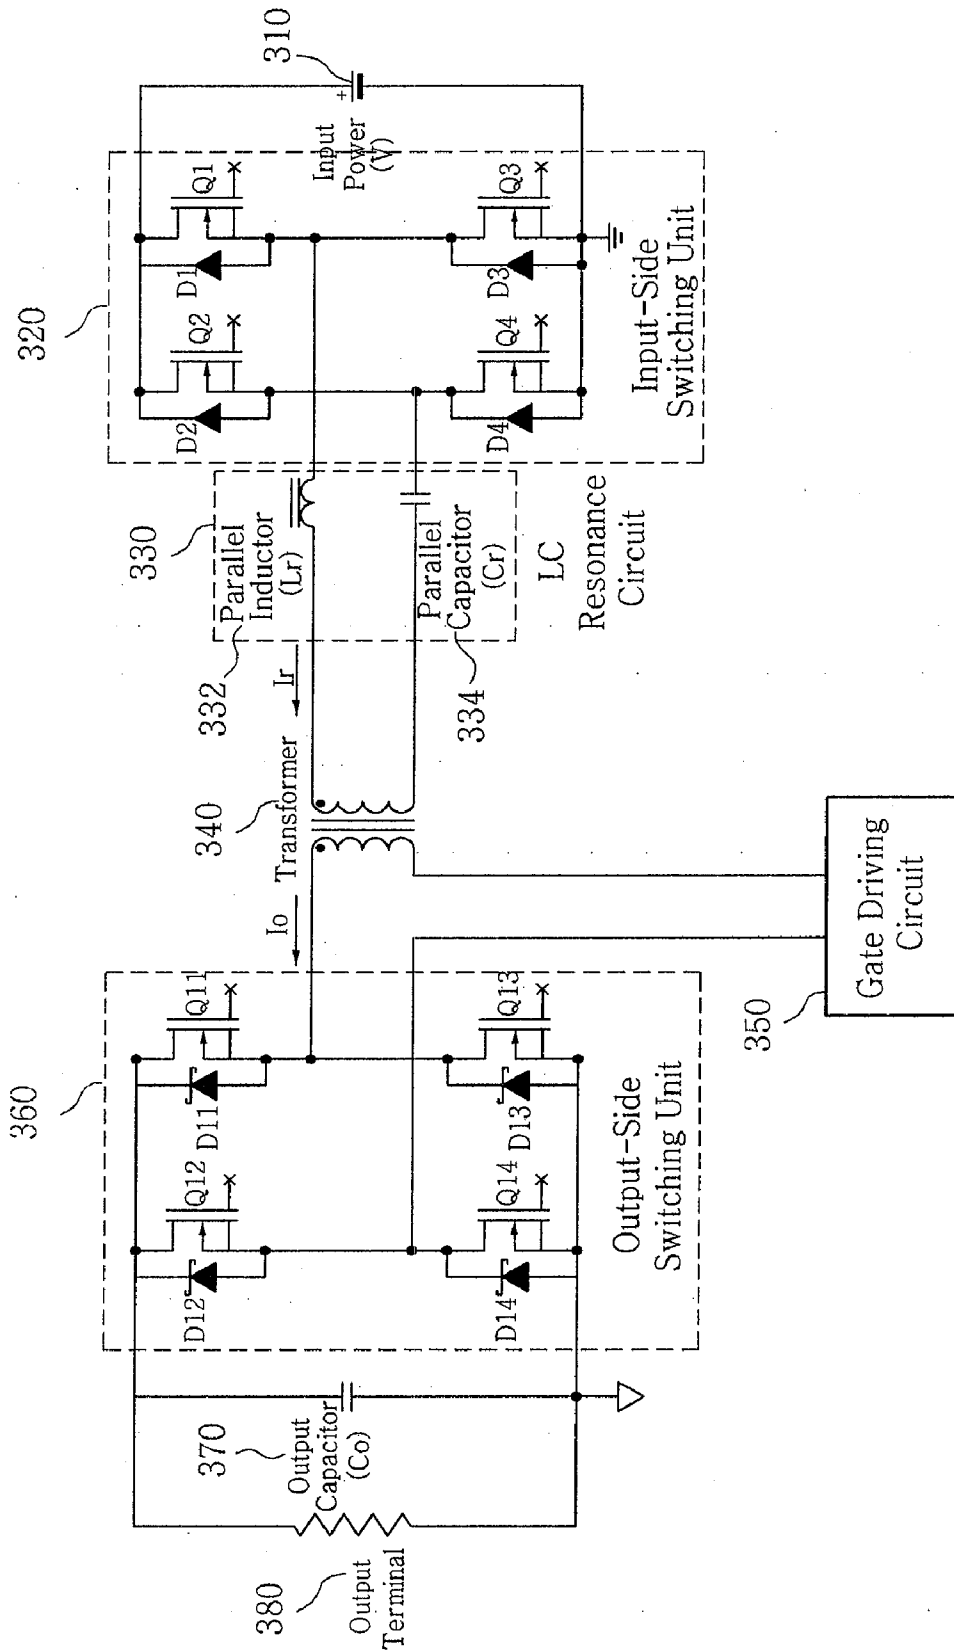 310
+
Input
Power
(V)
320
Q1
D1
Q2
D2
Q3
D3
Q4
D4
Input-Side
Switching Unit
330
332
Parallel
Inductor
(Lr)
Parallel
Capacitor
(Cr)
334
LC
Resonance
Circuit
Ir
340
Transformer
Io
350
Gate Driving
Circuit
360
Q11
D11
Q12
D12
Q13
D13
Q14
D14
Output-Side
Switching Unit
370
Output
Capacitor
(Co)
380
Output
Terminal